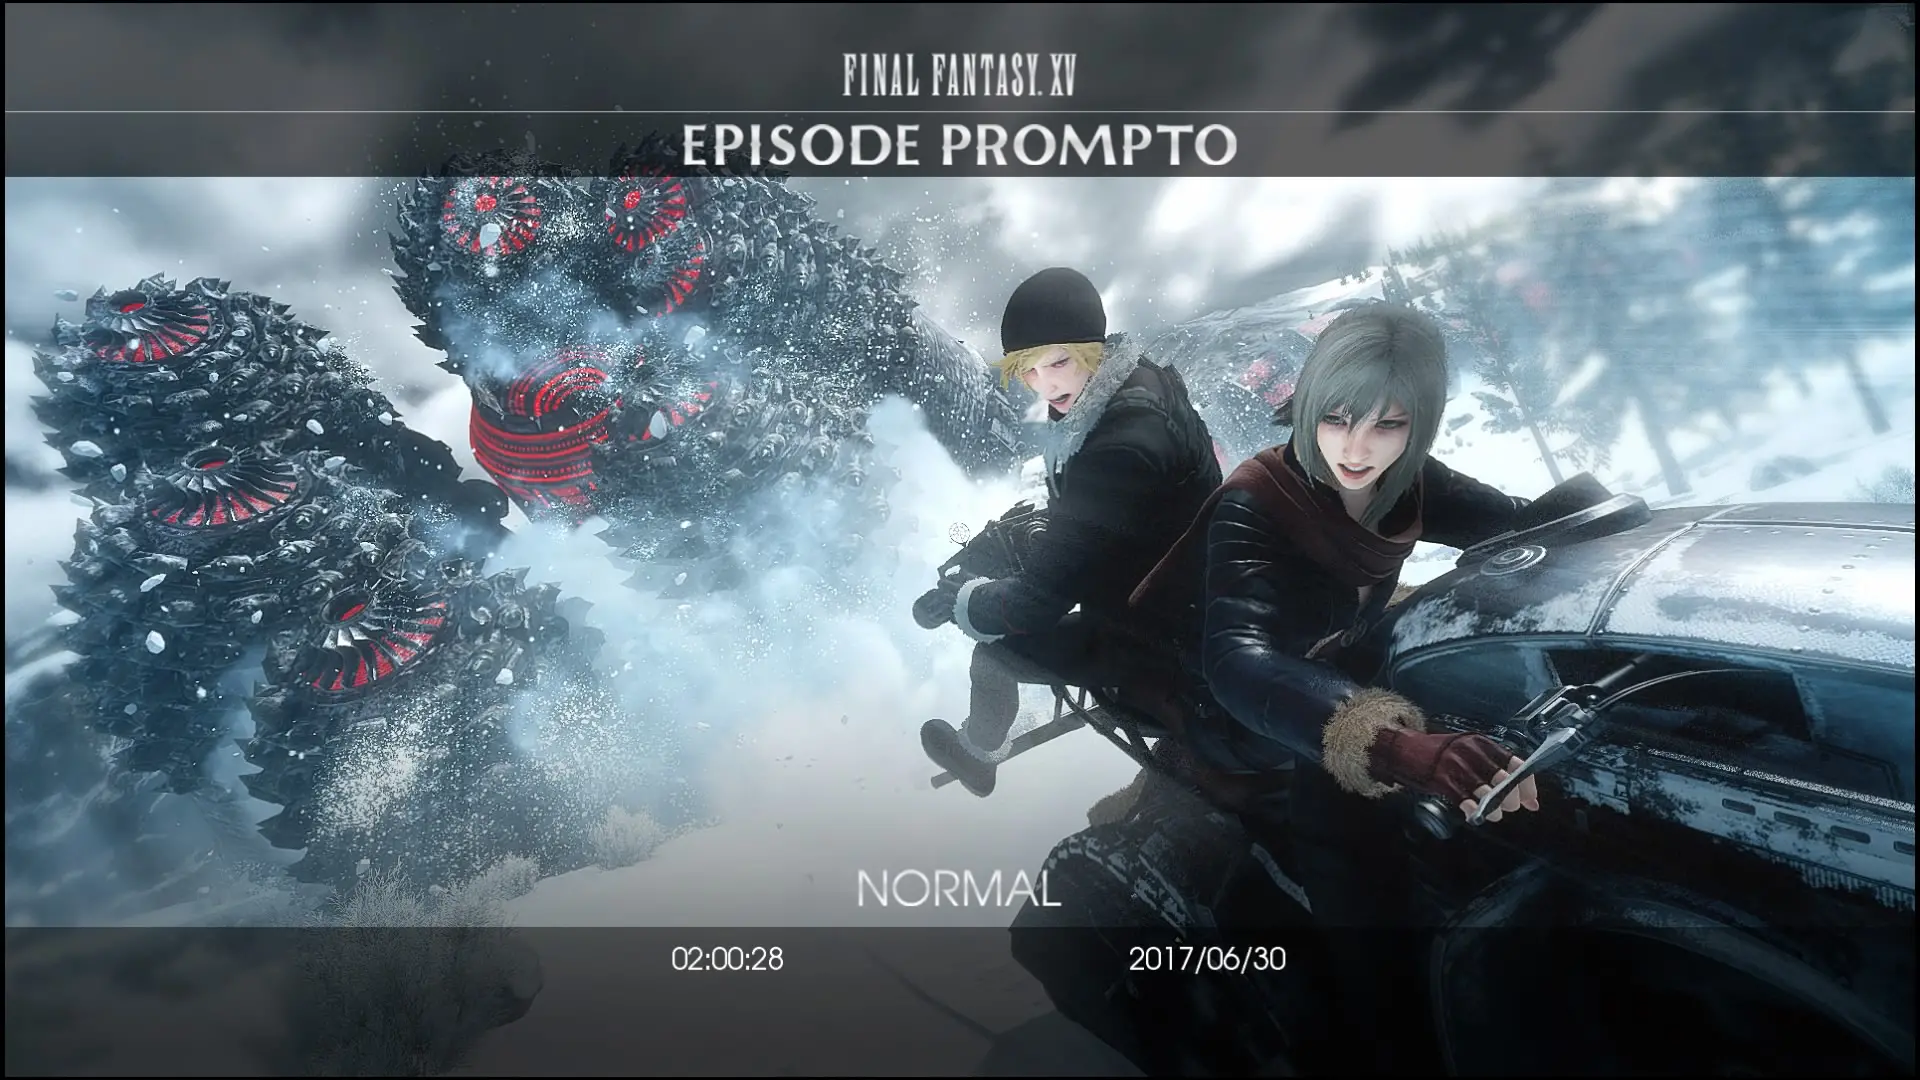 FINAL FANTASY XV
EPISODE PROMPTO
NORMAL
02:00:28
2017/06/30